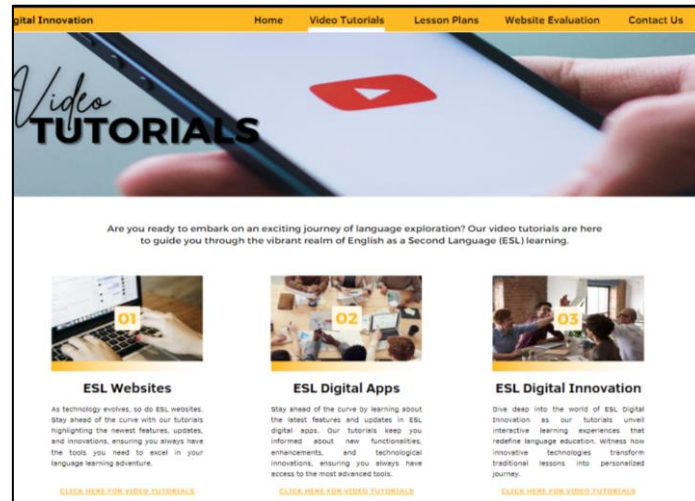 gital Innovation
Home
Video Tutorials
Lesson Plans
Website Evaluation
Contact Us
Video
TUTORIALS
Are you ready to embark on an exciting journey of language exploration? Our video tutorials are here
to guide you through the vibrant realm of English as a Second Language (ESL) learning.
01
ESL Websites
As technology evolves, so do ESL websites.
Stay ahead of the curve with our tutorials
highlighting the newest features, updates,
and innovations, ensuring you always have
the tools you need to excel in your
language learning adventure.
CLICK HERE FOR VIDEO TUTORIALS
02
ESL Digital Apps
Stay ahead of the curve by learning about
the latest features and updates in ESL
digital apps. Our tutorials keep you
informed about new functionalities,
enhancements, and technological
innovations, ensuring you always have
access to the most advanced tools.
CLICK HERE FOR VIDEO TUTORIALS
03
ESL Digital Innovation
Dive deep into the world of ESL Digital
Innovation as our tutorials unveil
interactive learning experiences that
redefine language education. Witness how
innovative technologies transform
traditional lessons into personalized
journey.
CLICK HERE FOR VIDEO TUTORIALS